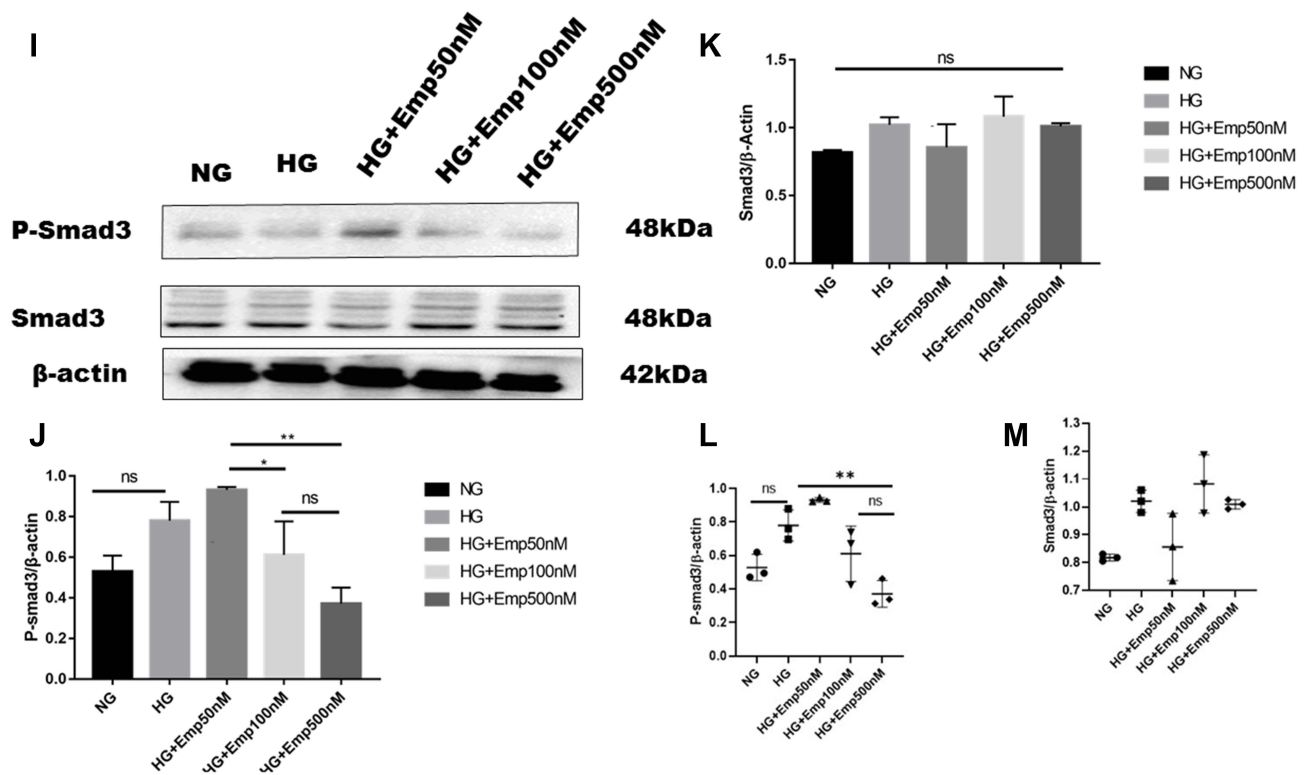 I
NG
HG
HG+Emp50nM
HG+Emp100nM
HG+Emp500nM
P-Smad3
48kDa
Smad3
48kDa
β-actin
42kDa
K
Smad3/β-Actin
1.5
1.0
0.5
0.0
ns
NG
HG
HG+Emp50nM
HG+Emp100nM
HG+Emp500nM
NG
HG
HG+Emp50nM
HG+Emp100nM
HG+Emp500nM
J
P-smad3/β-actin
1.0
0.8
0.6
0.4
0.2
0.0
ns
**
*
ns
NG
HG
HG+Emp50nM
HG+Emp100nM
HG+Emp500nM
NG
HG
HG+Emp50nM
HG+Emp100nM
HG+Emp500nM
L
P-smad3/β-actin
1.0
0.8
0.6
0.4
0.2
0.0
ns
**
ns
NG
HG
HG+Emp50nM
HG+Emp100nM
HG+Emp500nM
M
Smad3/β-actin
1.3
1.2
1.1
1.0
0.9
0.8
0.7
NG
HG
HG+Emp50nM
HG+Emp100nM
HG+Emp500nM